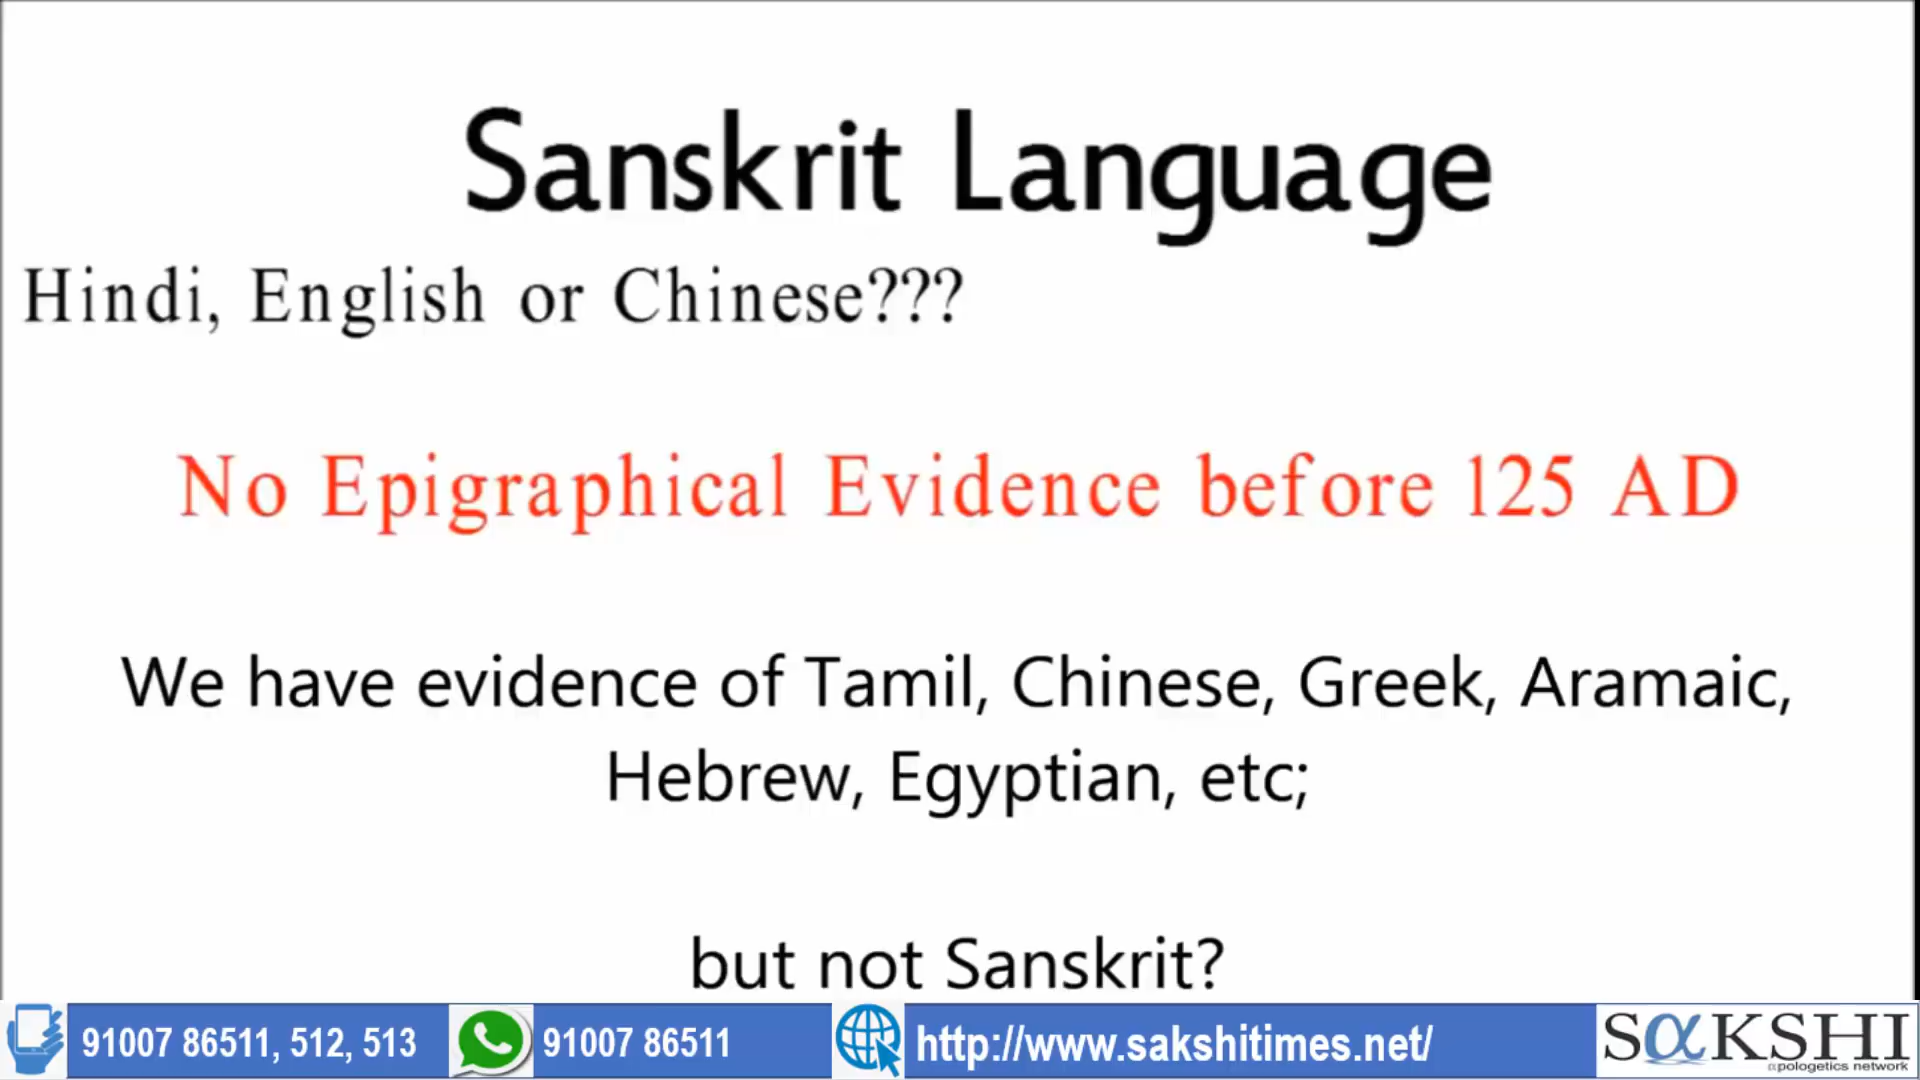 Sanskrit Language
Hindi, English or Chinese???
No Epigraphical Evidence before 125 AD
We have evidence of Tamil, Chinese, Greek, Aramaic,
Hebrew, Egyptian, etc;
but not Sanskrit?
91007 86511, 512, 513
91007 86511
http://www.sakshitimes.net/
SαKSHI
αpologetics network